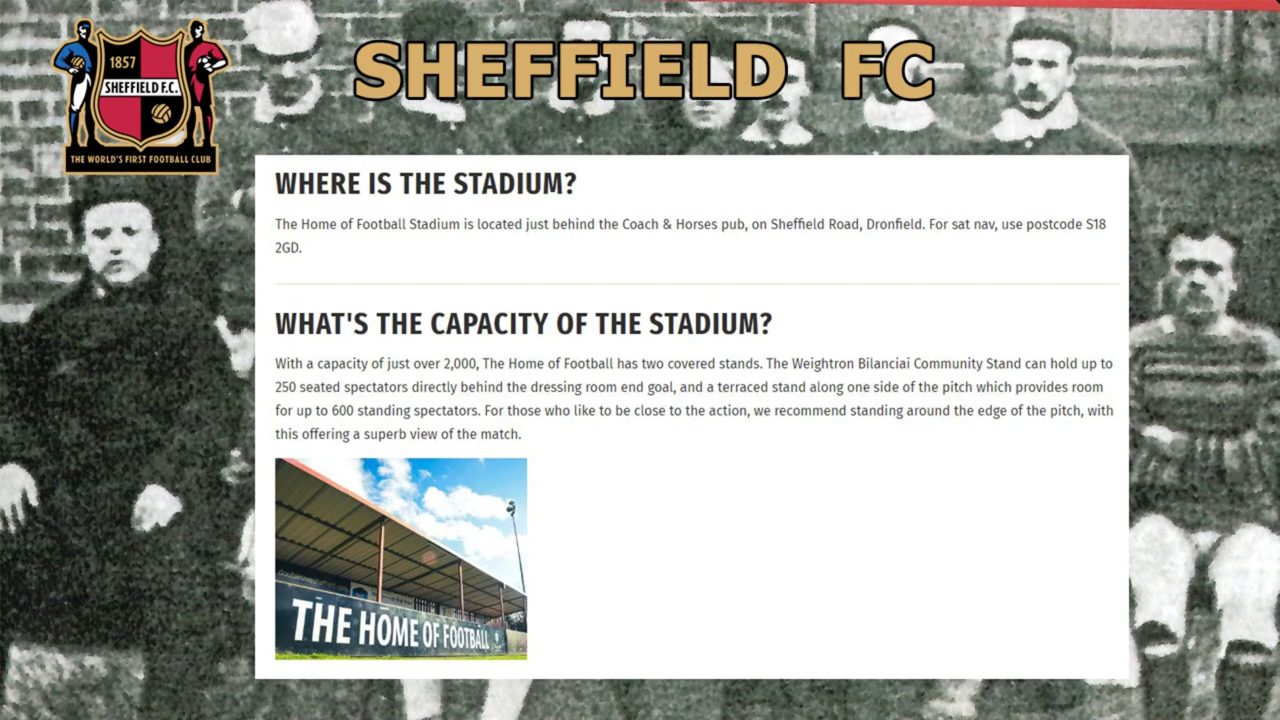 1857
SHEFFIELD F.C.
THE WORLD'S FIRST FOOTBALL CLUB
SHEFFIELD FC
WHERE IS THE STADIUM?
The Home of Football Stadium is located just behind the Coach & Horses pub, on Sheffield Road, Dronfield. For sat nav, use postcode S18
2GD.
WHAT'S THE CAPACITY OF THE STADIUM?
With a capacity of just over 2,000, The Home of Football has two covered stands. The Weightron Bilanciai Community Stand can hold up to
250 seated spectators directly behind the dressing room end goal, and a terraced stand along one side of the pitch which provides room
for up to 600 standing spectators. For those who like to be close to the action, we recommend standing around the edge of the pitch, with
this offering a superb view of the match.
THE HOME OF FOOTBALL